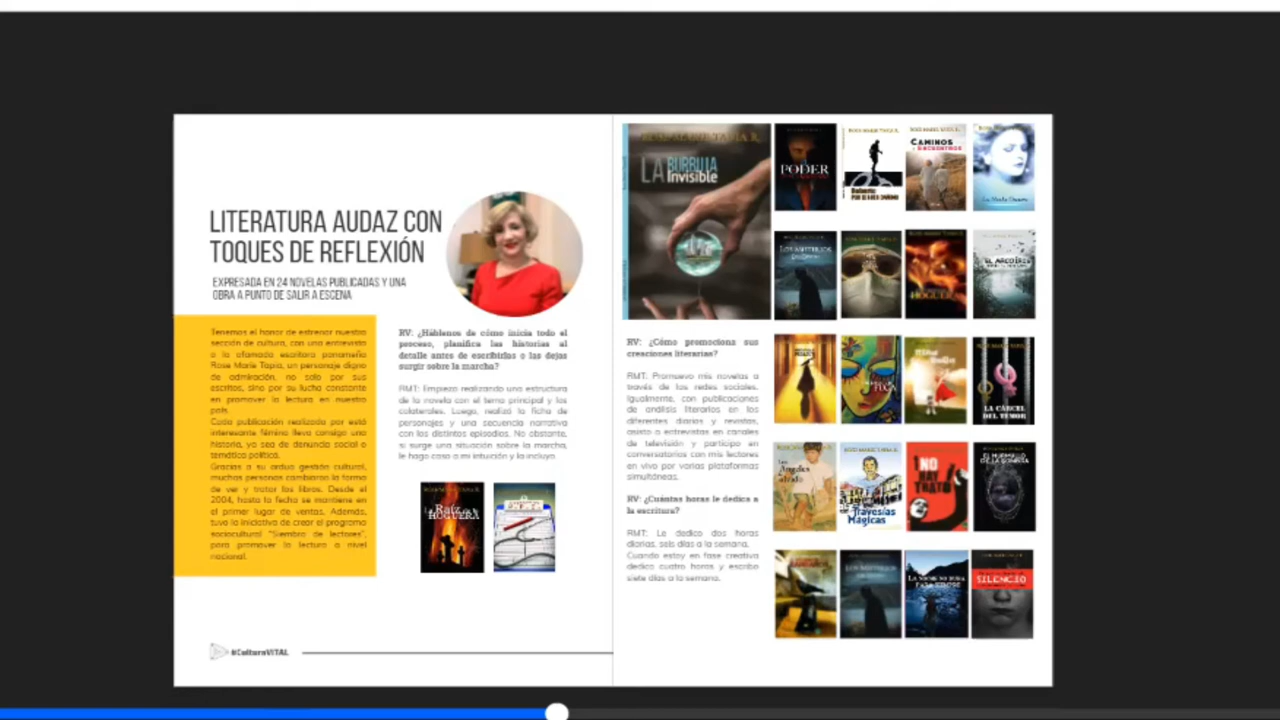 LITERATURA AUDAZ CON
TOQUES DE REFLEXIÓN
EXPRESADA EN 24 NOVELAS PUBLICADAS Y UNA
OBRA A PUNTO DE SALIR A ESCENA
Tenemos el honor de estrenar nuestra
sección de cultura, con una entrevista
a la afamada escritora panameña
Rose Marie Tapia, un personaje digno
de admiración, no solo por sus
escritos, sino por su lucha constante
en promover la lectura en nuestro
país.
Cada publicación realizada por está
interesante fémina lleva consigo una
historia, ya sea de denuncia social o
temática política.
Gracias a su ardua gestión cultural,
muchas personas cambiaron la forma
de ver y tratar los libros. Desde el
2004, hasta la fecha se mantiene en
el primer lugar de ventas. Además,
tuvo la iniciativa de crear el programa
sociocultural "Siembra de lectores",
para promover la lectura a nivel
nacional.
RV: ¿Háblenos de cómo inicia todo el
proceso, planifica las historias al
detalle antes de escribirlas o las dejas
surgir sobre la marcha?
RMT: Empiezo realizando una estructura
de la novela con el tema principal y los
colaterales. Luego, realizó la ficha de
personajes y una secuencia narrativa
con los distintos episodios. No obstante,
si surge una situación sobre la marcha,
le hago caso a mi intuición y la incluyo.
HOGUERA
#CulturaVITAL
LA BURBUJA
Invisible
PODER
CAMINOS
Y ENCUENTROS
HOGUERA
EL ARCOÍRIS
RV: ¿Cómo promociona sus
creaciones literarias?
RMT: Promuevo mis novelas a
través de las redes sociales.
Igualmente, con publicaciones
de análisis literarios en los
diferentes diarios y revistas,
asisto a entrevistas en canales
de televisión y participo en
conversatorios con mis lectores
en vivo por varias plataformas
simultáneas.
RV: ¿Cuántas horas le dedica a
la escritura?
RMT: Le dedico dos horas
diarias, seis días a la semana.
Cuando estoy en fase creativa
dedico cuatro horas y escribo
siete días a la semana.
LA CÁRCEL
DEL TEMOR
Travesías
Mágicas
NO
HAY
TRATO
SILENCIO